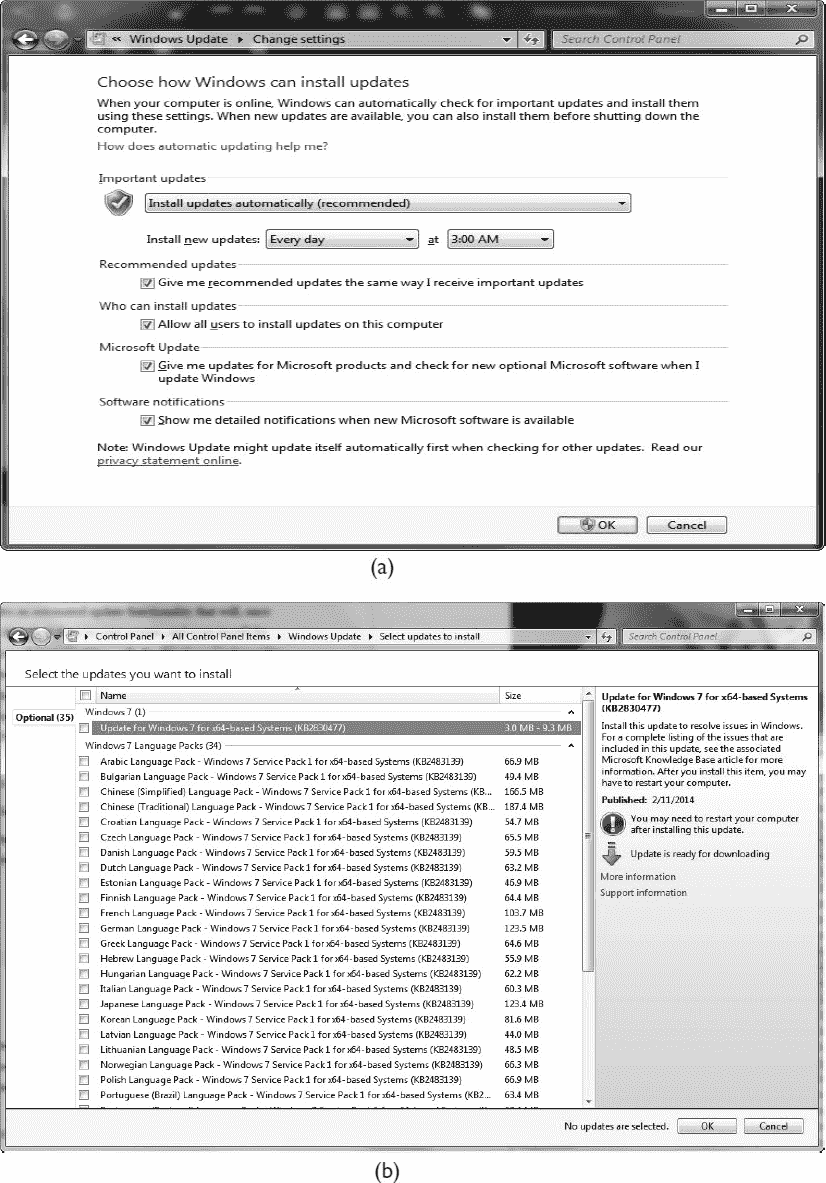 « Windows Update ▸ Change settings
Search Control Panel
Choose how Windows can install updates
When your computer is online, Windows can automatically check for important updates and install them
using these settings. When new updates are available, you can also install them before shutting down the
computer.
How does automatic updating help me?
Important updates
Install updates automatically (recommended)
Install new updates: Every day at 3:00 AM
Recommended updates
Give me recommended updates the same way I receive important updates
Who can install updates
Allow all users to install updates on this computer
Microsoft Update
Give me updates for Microsoft products and check for new optional Microsoft software when I
update Windows
Software notifications
Show me detailed notifications when new Microsoft software is available
Note: Windows Update might update itself automatically first when checking for other updates. Read our
privacy statement online.
OK Cancel
(a)
▸ Control Panel ▸ All Control Panel Items ▸ Windows Update ▸ Select updates to install
Search Control Panel
Select the updates you want to install
Name Size
Optional (35)
Windows 7 (1)
Update for Windows 7 for x64-based Systems (KB2830477) 3.0 MB - 9.3 MB
Windows 7 Language Packs (34)
Arabic Language Pack - Windows 7 Service Pack 1 for x64-based Systems (KB2483139) 66.9 MB
Bulgarian Language Pack - Windows 7 Service Pack 1 for x64-based Systems (KB2483139) 49.4 MB
Chinese (Simplified) Language Pack - Windows 7 Service Pack 1 for x64-based Systems (KB... 166.5 MB
Chinese (Traditional) Language Pack - Windows 7 Service Pack 1 for x64-based Systems (KB... 187.4 MB
Croatian Language Pack - Windows 7 Service Pack 1 for x64-based Systems (KB2483139) 54.7 MB
Czech Language Pack - Windows 7 Service Pack 1 for x64-based Systems (KB2483139) 65.5 MB
Danish Language Pack - Windows 7 Service Pack 1 for x64-based Systems (KB2483139) 59.5 MB
Dutch Language Pack - Windows 7 Service Pack 1 for x64-based Systems (KB2483139) 63.2 MB
Estonian Language Pack - Windows 7 Service Pack 1 for x64-based Systems (KB2483139) 46.9 MB
Finnish Language Pack - Windows 7 Service Pack 1 for x64-based Systems (KB2483139) 64.4 MB
French Language Pack - Windows 7 Service Pack 1 for x64-based Systems (KB2483139) 103.7 MB
German Language Pack - Windows 7 Service Pack 1 for x64-based Systems (KB2483139) 123.5 MB
Greek Language Pack - Windows 7 Service Pack 1 for x64-based Systems (KB2483139) 64.6 MB
Hebrew Language Pack - Windows 7 Service Pack 1 for x64-based Systems (KB2483139) 55.9 MB
Hungarian Language Pack - Windows 7 Service Pack 1 for x64-based Systems (KB2483139) 62.2 MB
Italian Language Pack - Windows 7 Service Pack 1 for x64-based Systems (KB2483139) 60.3 MB
Japanese Language Pack - Windows 7 Service Pack 1 for x64-based Systems (KB2483139) 123.4 MB
Korean Language Pack - Windows 7 Service Pack 1 for x64-based Systems (KB2483139) 81.6 MB
Latvian Language Pack - Windows 7 Service Pack 1 for x64-based Systems (KB2483139) 44.0 MB
Lithuanian Language Pack - Windows 7 Service Pack 1 for x64-based Systems (KB2483139) 48.5 MB
Norwegian Language Pack - Windows 7 Service Pack 1 for x64-based Systems (KB2483139) 66.3 MB
Polish Language Pack - Windows 7 Service Pack 1 for x64-based Systems (KB2483139) 66.9 MB
Portuguese (Brazil) Language Pack - Windows 7 Service Pack 1 for x64-based Systems (KB2... 63.4 MB
Update for Windows 7 for x64-based Systems
(KB2830477)
Install this update to resolve issues in Windows.
For a complete listing of the issues that are
included in this update, see the associated
Microsoft Knowledge Base article for more
information. After you install this item, you may
have to restart your computer.
Published: 2/11/2014
You may need to restart your computer
after installing this update.
Update is ready for downloading
More information
Support information
No updates are selected. OK Cancel
(b)